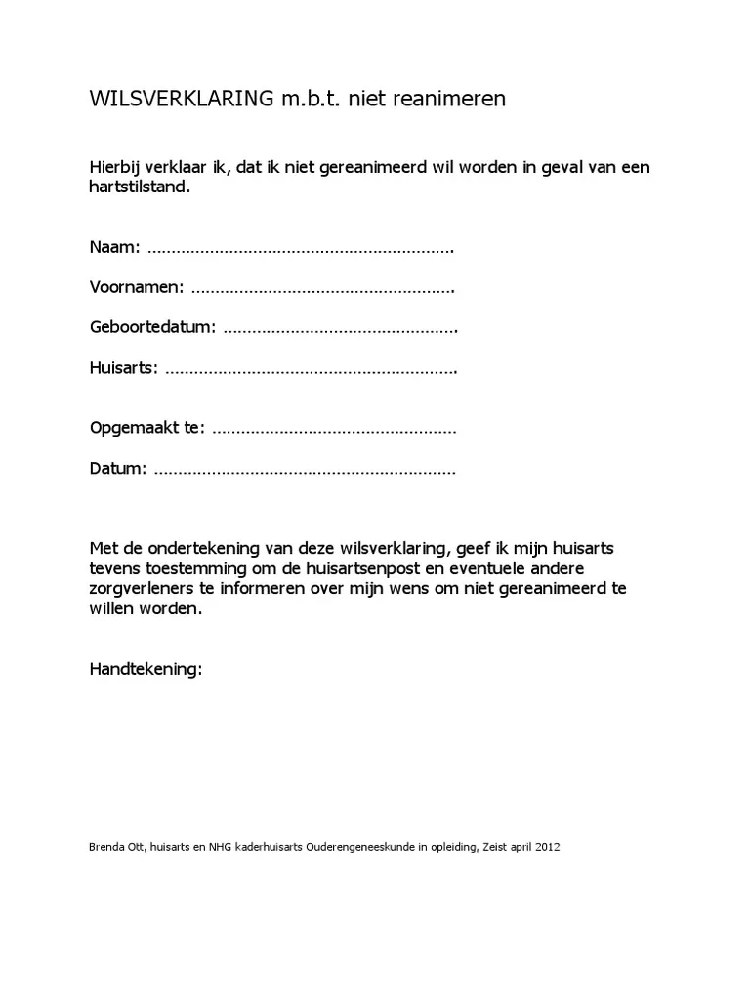 WILSVERKLARING m.b.t. niet reanimeren
Hierbij verklaar ik, dat ik niet gereanimeerd wil worden in geval van een
hartstilstand.
Naam: ……………………………………………………….
Voornamen: ……………………………………………….
Geboortedatum: ………………………………………….
Huisarts: …………………………………………………….
Opgemaakt te: ……………………………………………
Datum: ………………………………………………………
Met de ondertekening van deze wilsverklaring, geef ik mijn huisarts
tevens toestemming om de huisartsenpost en eventuele andere
zorgverleners te informeren over mijn wens om niet gereanimeerd te
willen worden.
Handtekening:
Brenda Ott, huisarts en NHG kaderhuisarts Ouderengeneeskunde in opleiding, Zeist april 2012